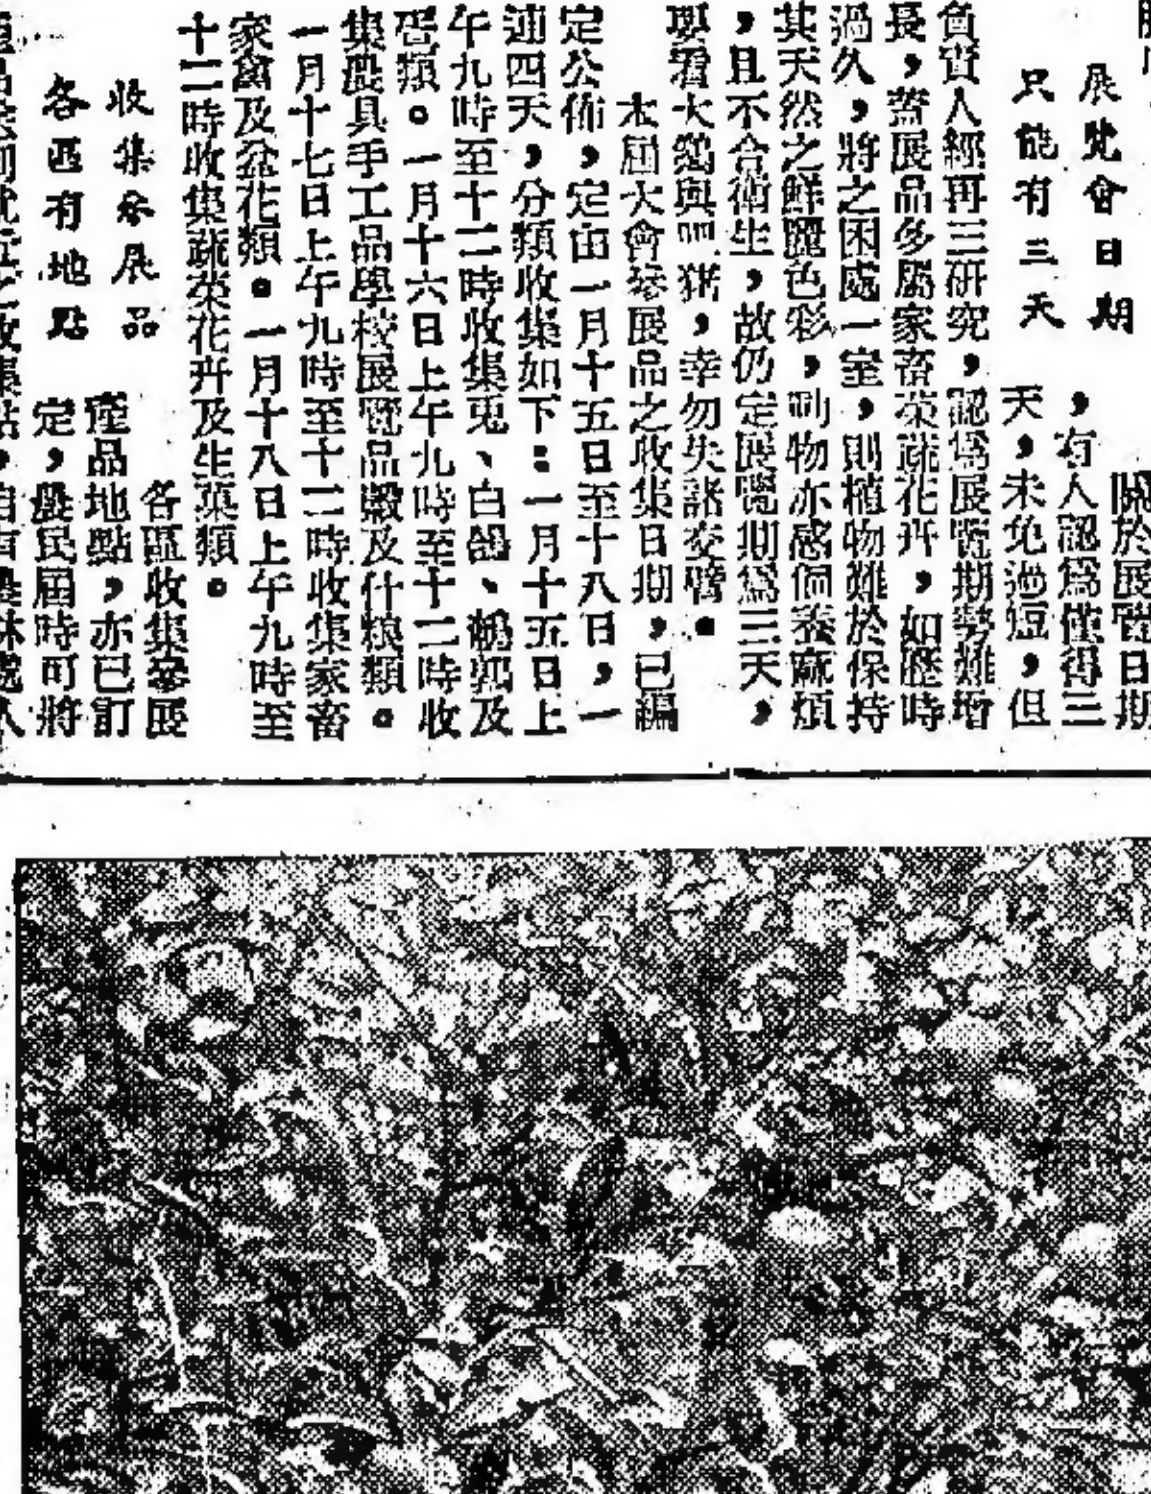 展覽會日期
只能有三天
關於展覽日期
，有人認爲僅得三
天，未免過短，但
負責人經再三研究，認爲展覽期勢難增
長，蓋展品多屬家畜菜蔬花卉，如歷時
過久，將之困處一室，則植物難於保持
其天然之鮮麗色彩，動物亦感飼養麻煩
，且不合衞生，故仍定展覽期爲三天，
要看大鷄與 猪，幸勿失諸交臂。
本屆大會參展品之收集日期，已編
定公佈，定由一月十五日至十八日，一
連四天，分類收集如下：一月十五日上
午九時至十二時收集兎、白鴿、鵪鶉及
蛋類。一月十六日上午九時至十二時收
集農具手工品學校展覽品糓及什糧類。
一月十七日上午九時至十二時收集家畜
家禽及盆花類。一月十八日上午九時至
十二時收集蔬菜花卉及生菓類。
收集參展品
各區有地點
各區收集參展
產品地點，亦已訂
定，農民屆時可將